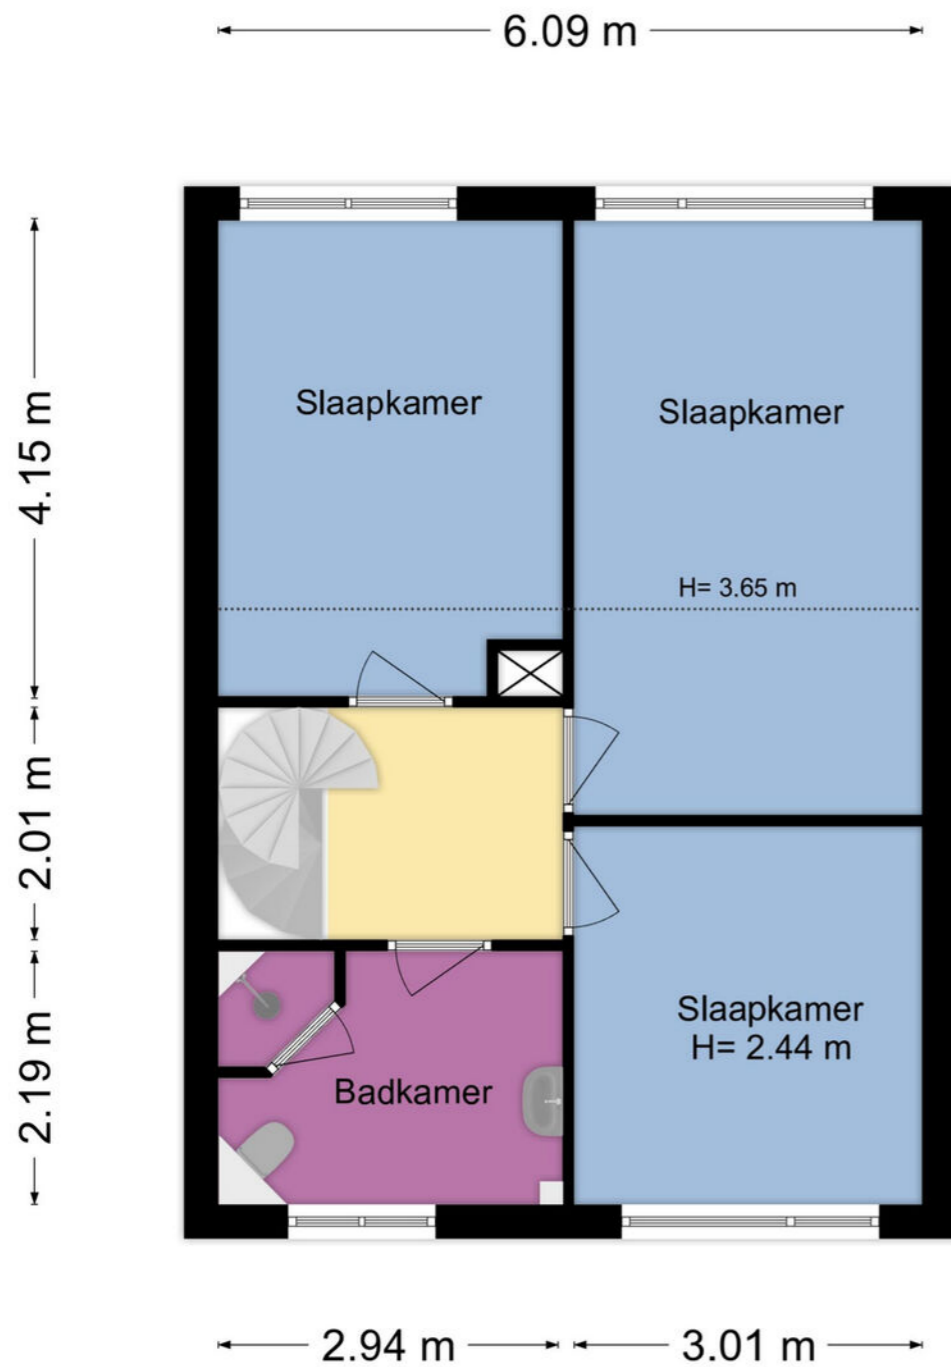 6.09 m
Slaapkamer
Slaapkamer
4.15 m
H= 3.65 m
2.01 m
Slaapkamer
H= 2.44 m
2.19 m
Badkamer
2.94 m
3.01 m